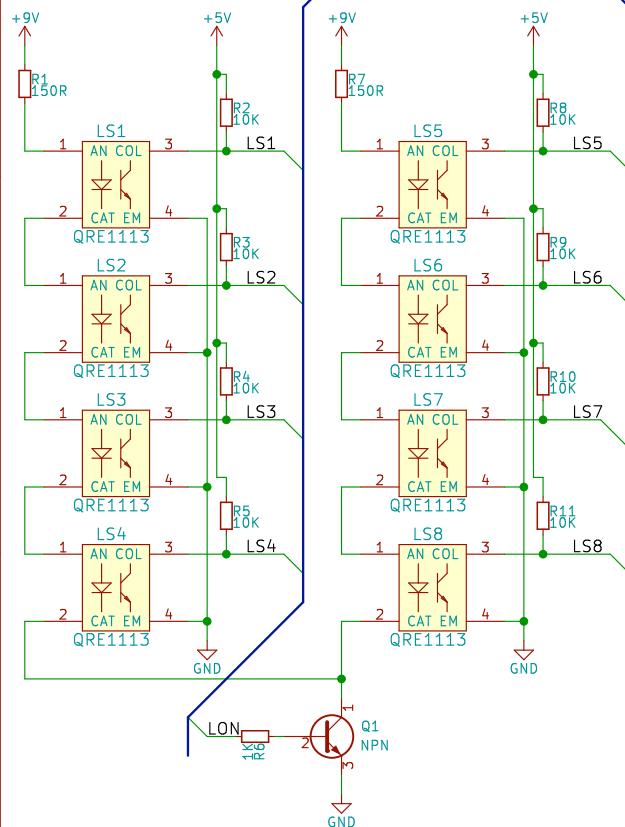 +9V
+5V
+9V
+5V
R1
150R
R2
10K
R7
150R
R8
10K
LS1
1
AN COL
3
LS1
2
CAT EM
4
QRE1113
LS5
1
AN COL
3
LS5
2
CAT EM
4
QRE1113
R3
10K
R9
10K
LS2
1
AN COL
3
LS2
2
CAT EM
4
QRE1113
LS6
1
AN COL
3
LS6
2
CAT EM
4
QRE1113
R4
10K
R10
10K
LS3
1
AN COL
3
LS3
2
CAT EM
4
QRE1113
LS7
1
AN COL
3
LS7
2
CAT EM
4
QRE1113
R5
10K
R11
10K
LS4
1
AN COL
3
LS4
2
CAT EM
4
QRE1113
LS8
1
AN COL
3
LS8
2
CAT EM
4
QRE1113
GND
GND
LON
1K
R6
2
1
3
Q1
NPN
GND